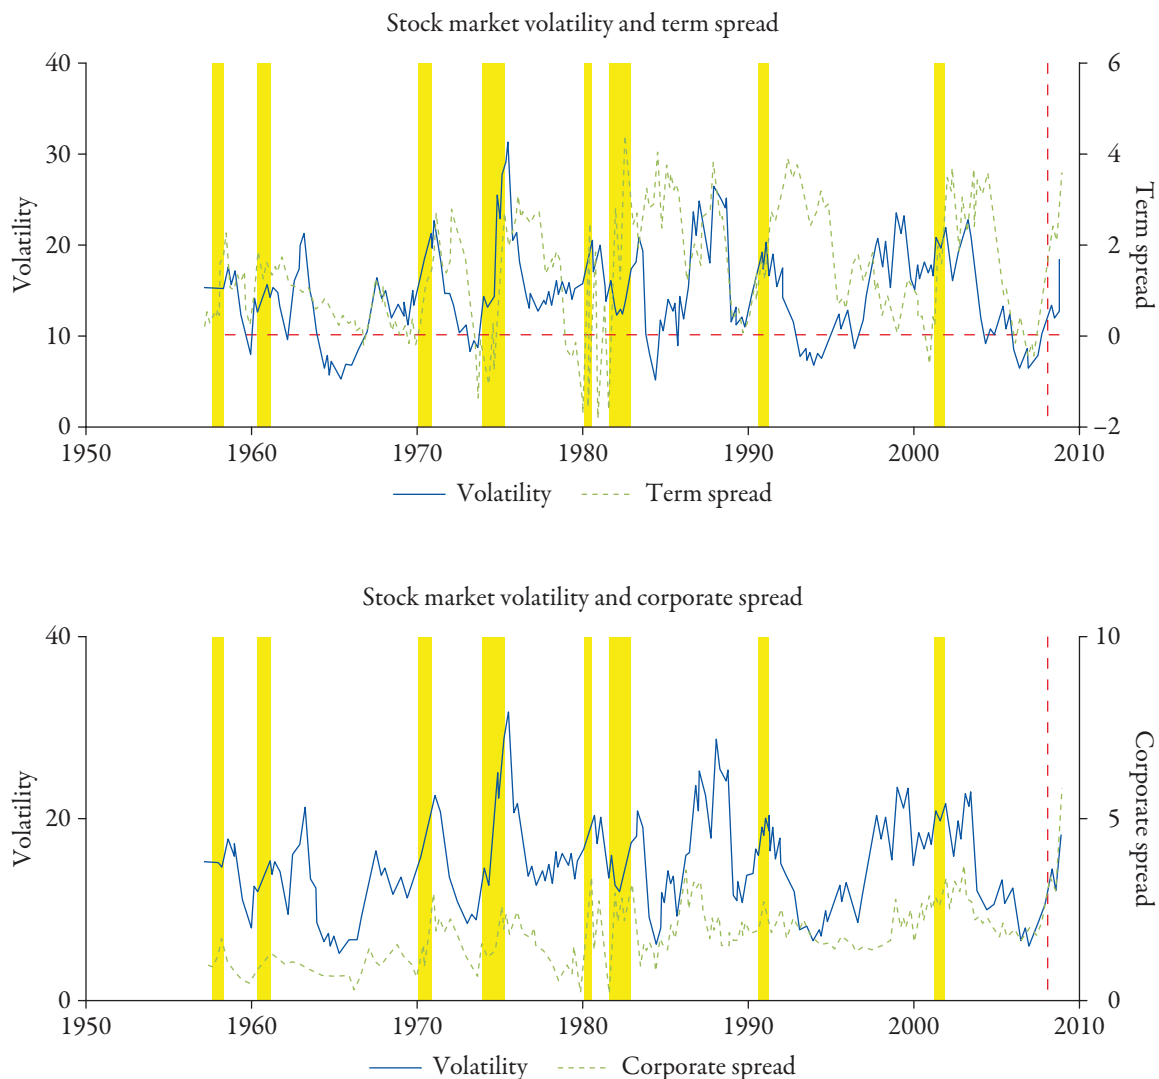 Stock market volatility and term spread
40
30
20
10
0
Volatility
6
4
2
0
–2
Term spread
1950 1960 1970 1980 1990 2000 2010
Volatility Term spread
Stock market volatility and corporate spread
40
20
0
Volatility
10
5
0
Corporate spread
1950 1960 1970 1980 1990 2000 2010
Volatility Corporate spread